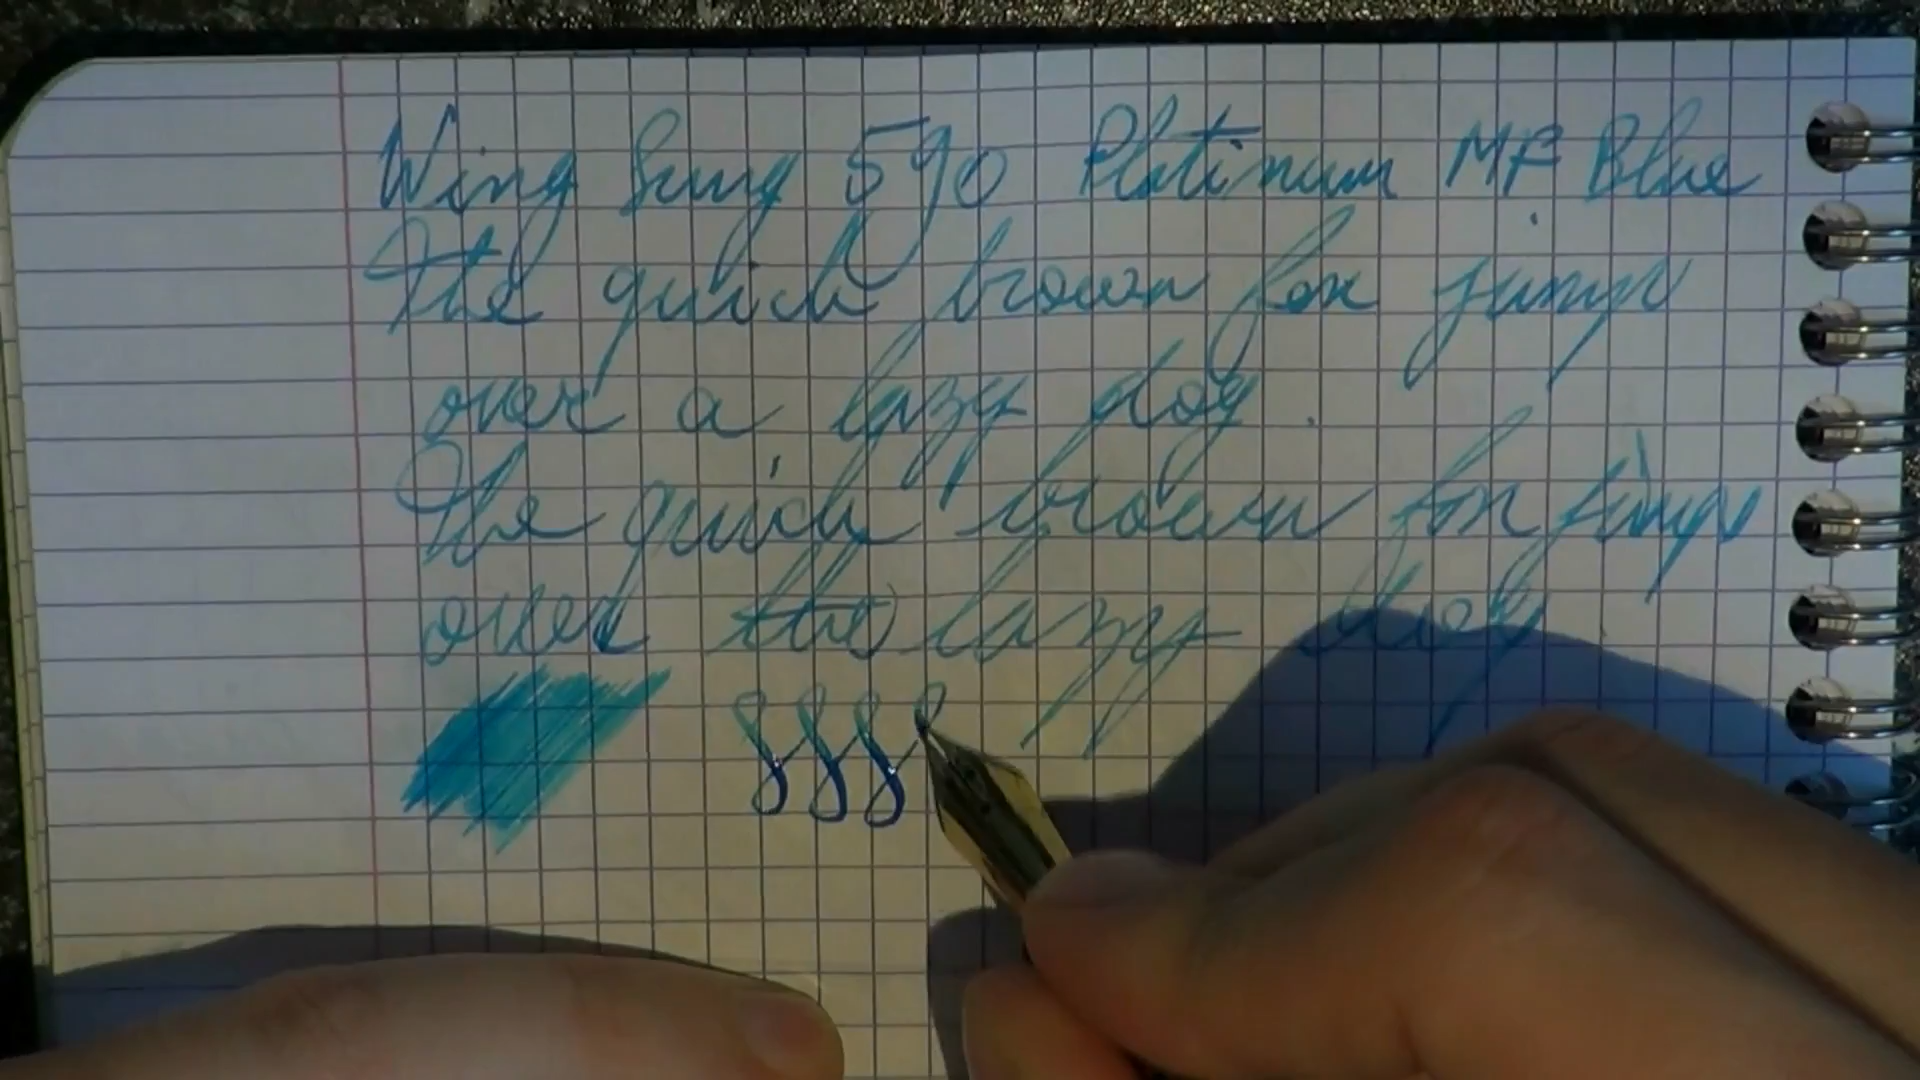 Wing Sung 590 Platinum MF Blue
The quick brown fox jumps
over a lazy dog.
The quick brown fox jumps
over the lazy dog
888